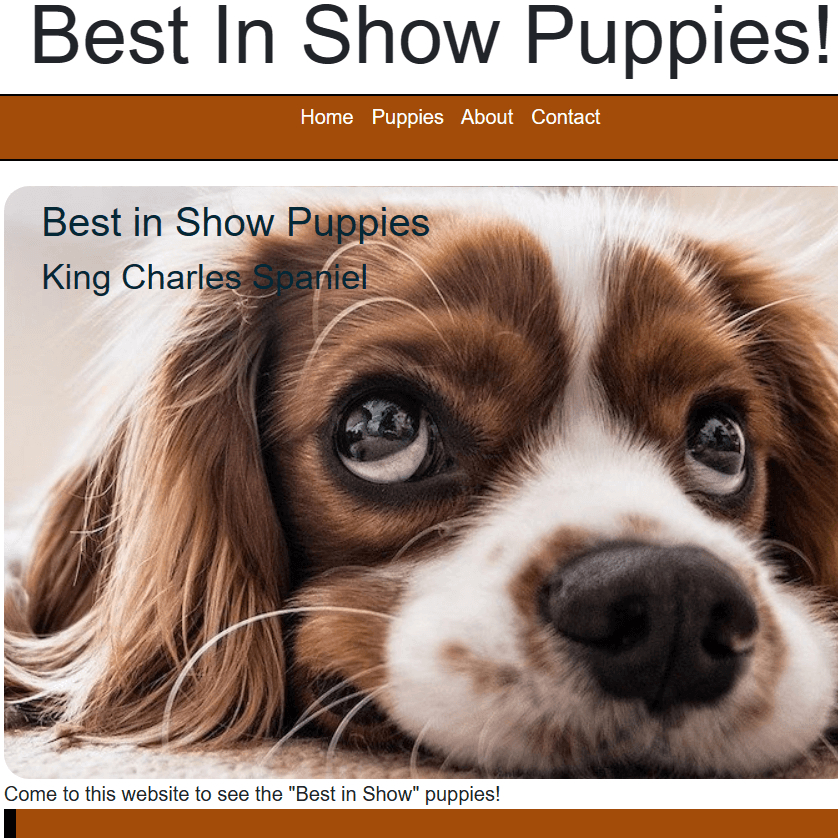 Best In Show Puppies!
Home Puppies About Contact
Best in Show Puppies
King Charles Spaniel
Come to this website to see the "Best in Show" puppies!